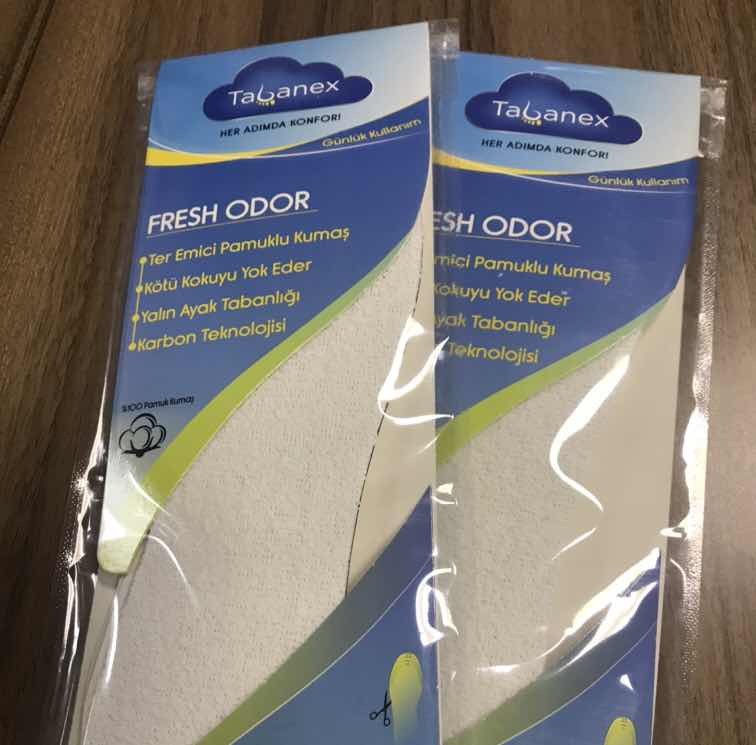 Tabanex
HER ADIMDA KONFOR!
Günlük Kullanım
FRESH ODOR
Ter Emici Pamuklu Kumaş
Kötü Kokuyu Yok Eder
Yalın Ayak Tabanlığı
Karbon Teknolojisi
%100 Pamuk Kumaş
Tabanex
HER ADIMDA KONFOR!
Günlük Kullanım
ESH ODOR
mici Pamuklu Kumaş
Kokuyu Yok Eder
yak Tabanlığı
Teknolojisi